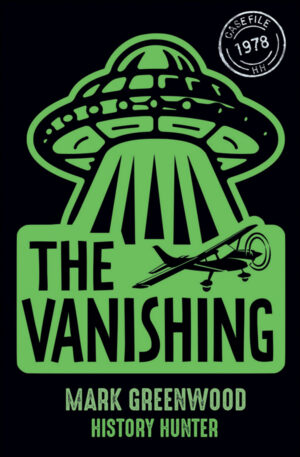 CASE FILE
1978
HH
THE
VANISHING
MARK GREENWOOD
HISTORY HUNTER